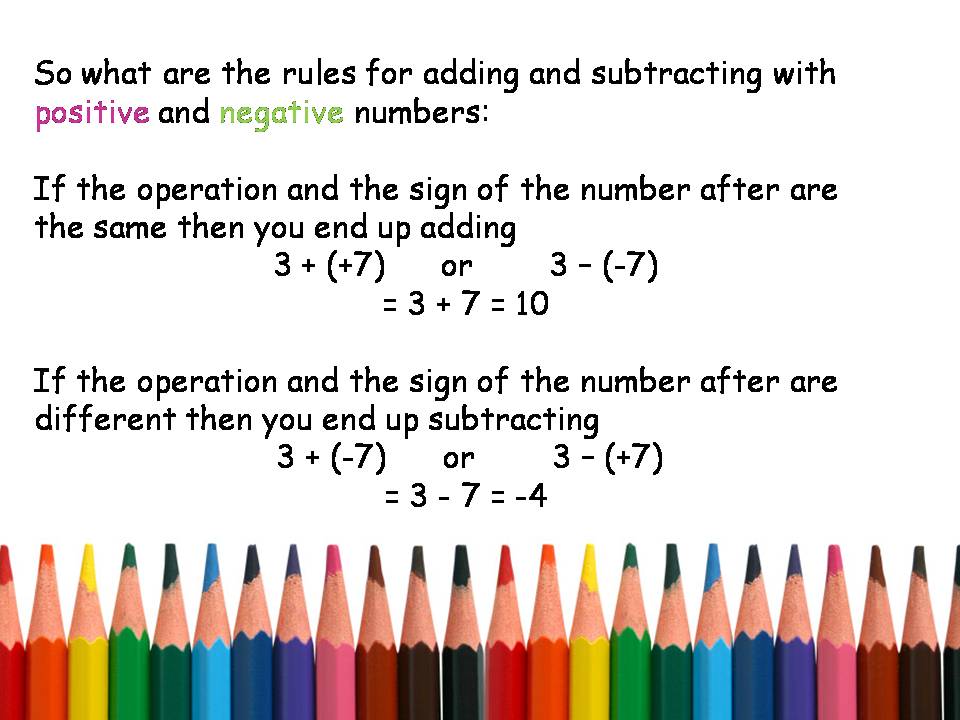 So what are the rules for adding and subtracting with
positive and negative numbers:
If the operation and the sign of the number after are
the same then you end up adding
3 + (+7) or 3 – (-7)
= 3 + 7 = 10
If the operation and the sign of the number after are
different then you end up subtracting
3 + (-7) or 3 – (+7)
= 3 - 7 = -4